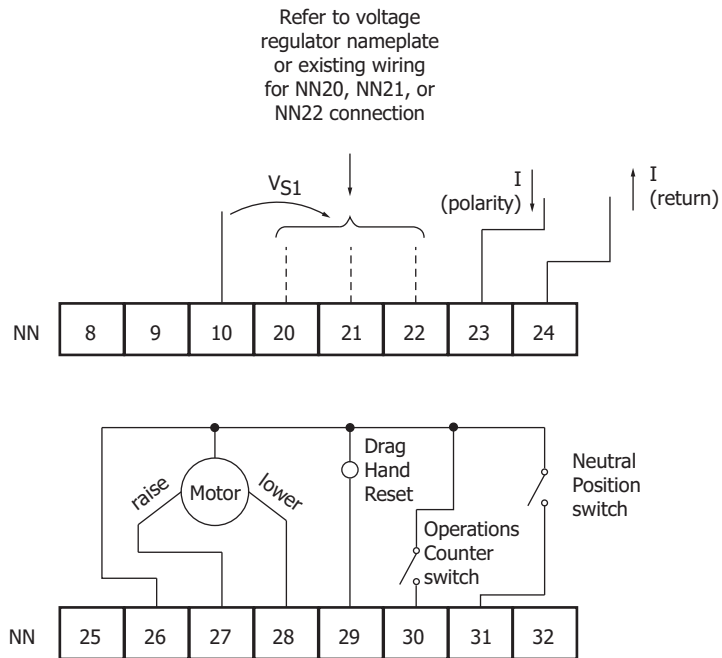 Refer to voltage
regulator nameplate
or existing wiring
for NN20, NN21, or
NN22 connection
VS1
I
(polarity)
I
(return)
NN 8 9 10 20 21 22 23 24
raise
Motor
lower
Drag
Hand
Reset
Operations
Counter
switch
Neutral
Position
switch
NN 25 26 27 28 29 30 31 32